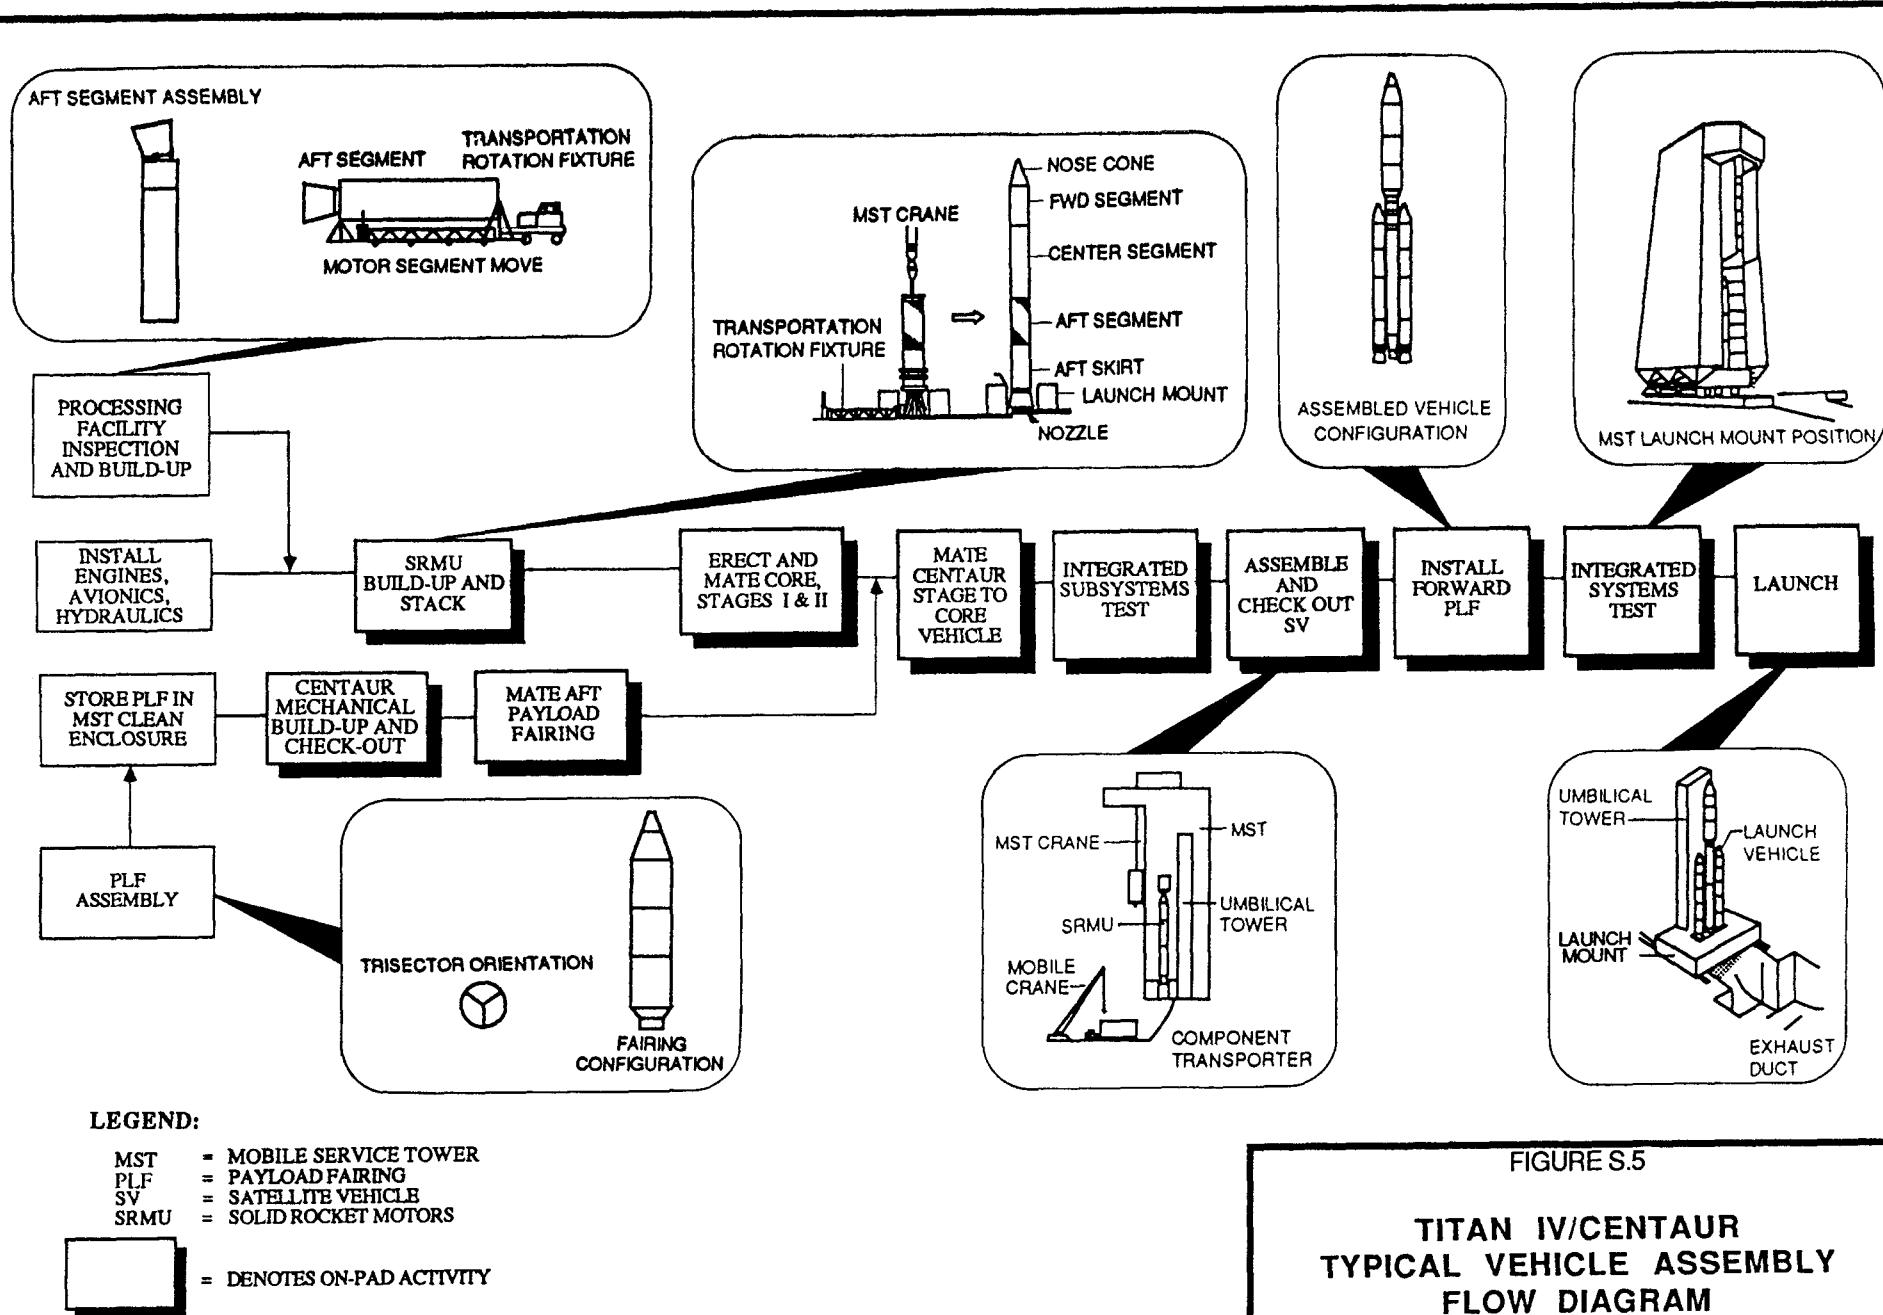 AFT SEGMENT ASSEMBLY
AFT SEGMENT
TRANSPORTATION
ROTATION FIXTURE
MOTOR SEGMENT MOVE
MST CRANE
TRANSPORTATION
ROTATION FIXTURE
NOSE CONE
FWD SEGMENT
CENTER SEGMENT
AFT SEGMENT
AFT SKIRT
LAUNCH MOUNT
NOZZLE
ASSEMBLED VEHICLE
CONFIGURATION
MST LAUNCH MOUNT POSITION
PROCESSING
FACILITY
INSPECTION
AND BUILD-UP
INSTALL
ENGINES,
AVIONICS,
HYDRAULICS
SRMU
BUILD-UP AND
STACK
ERECT AND
MATE CORE,
STAGES I & II
MATE
CENTAUR
STAGE TO
CORE
VEHICLE
INTEGRATED
SUBSYSTEMS
TEST
ASSEMBLE
AND
CHECK OUT
SV
INSTALL
FORWARD
PLF
INTEGRATED
SYSTEMS
TEST
LAUNCH
STORE PLF IN
MST CLEAN
ENCLOSURE
CENTAUR
MECHANICAL
BUILD-UP AND
CHECK-OUT
MATE AFT
PAYLOAD
FAIRING
PLF
ASSEMBLY
TRISECTOR ORIENTATION
FAIRING
CONFIGURATION
MST CRANE
MST
SRMU
UMBILICAL
TOWER
MOBILE
CRANE
COMPONENT
TRANSPORTER
UMBILICAL
TOWER
LAUNCH
VEHICLE
LAUNCH
MOUNT
EXHAUST
DUCT
LEGEND:
MST = MOBILE SERVICE TOWER
PLF = PAYLOAD FAIRING
SV = SATELLITE VEHICLE
SRMU = SOLID ROCKET MOTORS
= DENOTES ON-PAD ACTIVITY
FIGURE S.5
TITAN IV/CENTAUR
TYPICAL VEHICLE ASSEMBLY
FLOW DIAGRAM